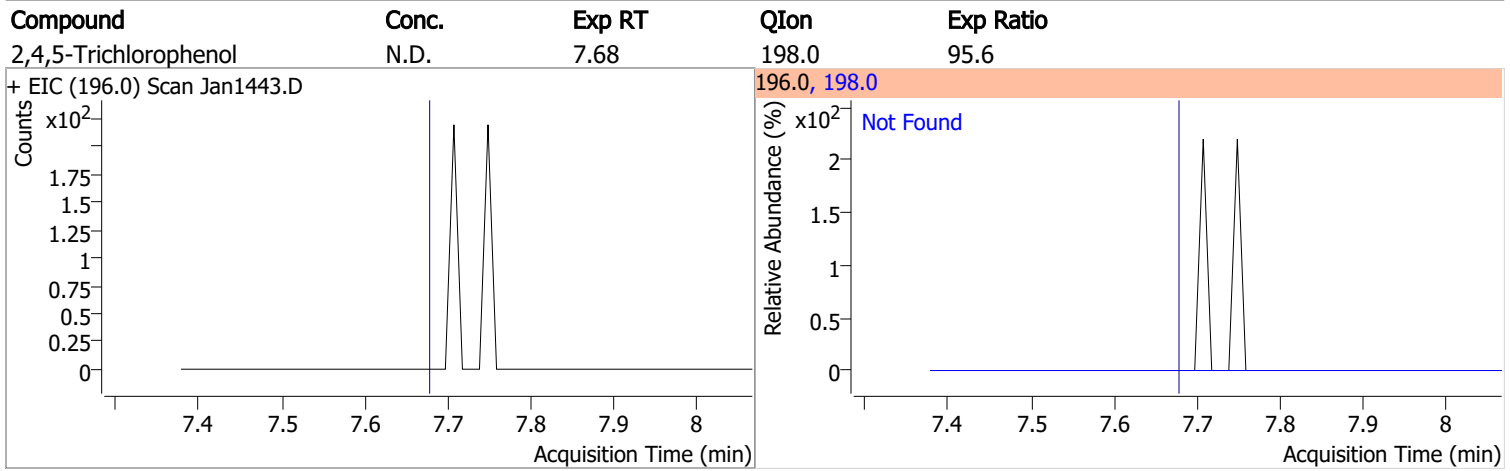 Compound Conc. Exp RT QIon Exp Ratio
2,4,5-Trichlorophenol N.D. 7.68 198.0 95.6
+ EIC (196.0) Scan Jan1443.D
Counts
x10²
1.75
1.5
1.25
1
0.75
0.5
0.25
0
7.4 7.5 7.6 7.7 7.8 7.9 8
Acquisition Time (min)
196.0, 198.0
Relative Abundance (%)
x10²
Not Found
2
1.5
1
0.5
0
7.4 7.5 7.6 7.7 7.8 7.9 8
Acquisition Time (min)